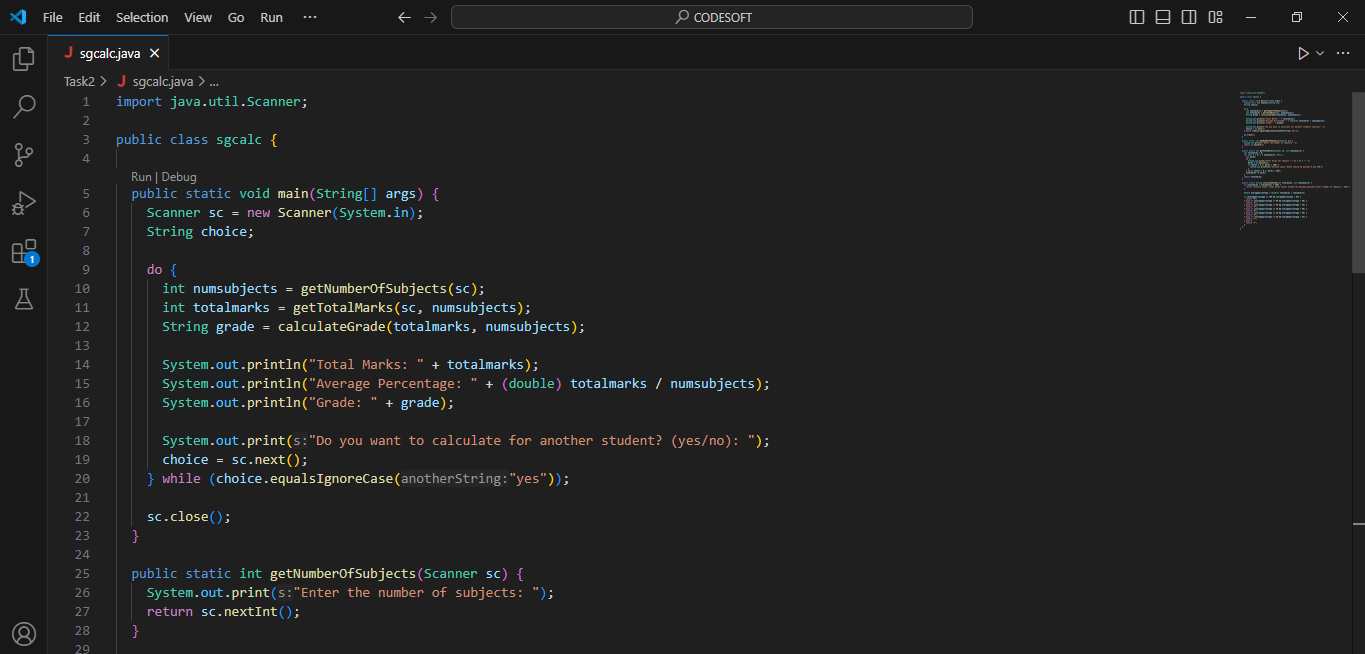 File Edit Selection View Go Run ···
CODESOFT
sgcalc.java
Task2 > sgcalc.java > ...
1 import java.util.Scanner;
2
3 public class sgcalc {
4
Run | Debug
5 public static void main(String[] args) {
6 Scanner sc = new Scanner(System.in);
7 String choice;
8
9 do {
10 int numsubjects = getNumberOfSubjects(sc);
11 int totalmarks = getTotalMarks(sc, numsubjects);
12 String grade = calculateGrade(totalmarks, numsubjects);
13
14 System.out.println("Total Marks: " + totalmarks);
15 System.out.println("Average Percentage: " + (double) totalmarks / numsubjects);
16 System.out.println("Grade: " + grade);
17
18 System.out.print(s:"Do you want to calculate for another student? (yes/no): ");
19 choice = sc.next();
20 } while (choice.equalsIgnoreCase(anotherString:"yes"));
21
22 sc.close();
23 }
24
25 public static int getNumberOfSubjects(Scanner sc) {
26 System.out.print(s:"Enter the number of subjects: ");
27 return sc.nextInt();
28 }
29
1